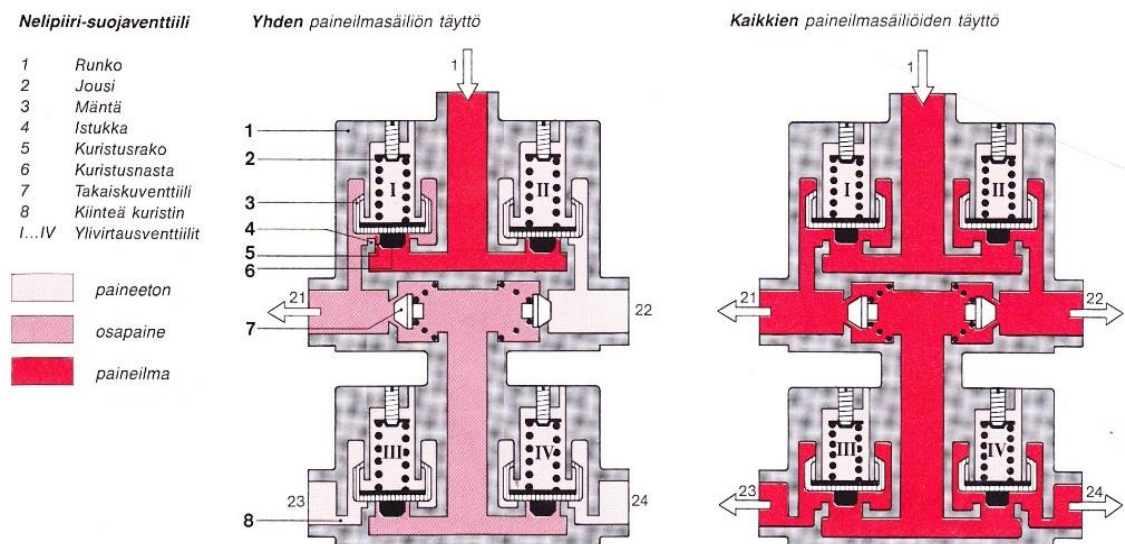 Nelipiiri-suojaventtiili
1 Runko
2 Jousi
3 Mäntä
4 Istukka
5 Kuristusrako
6 Kuristusnasta
7 Takaiskuventtiili
8 Kiinteä kuristin
I...IV Ylivirtausventtiilit
paineeton
osapaine
paineilma
Yhden paineilmasäiliön täyttö
1
1
2
I II
3
4
5
6
21 22
7
III IV
23 24
8
Kaikkien paineilmasäiliöiden täyttö
1
I II
21 22
III IV
23 24